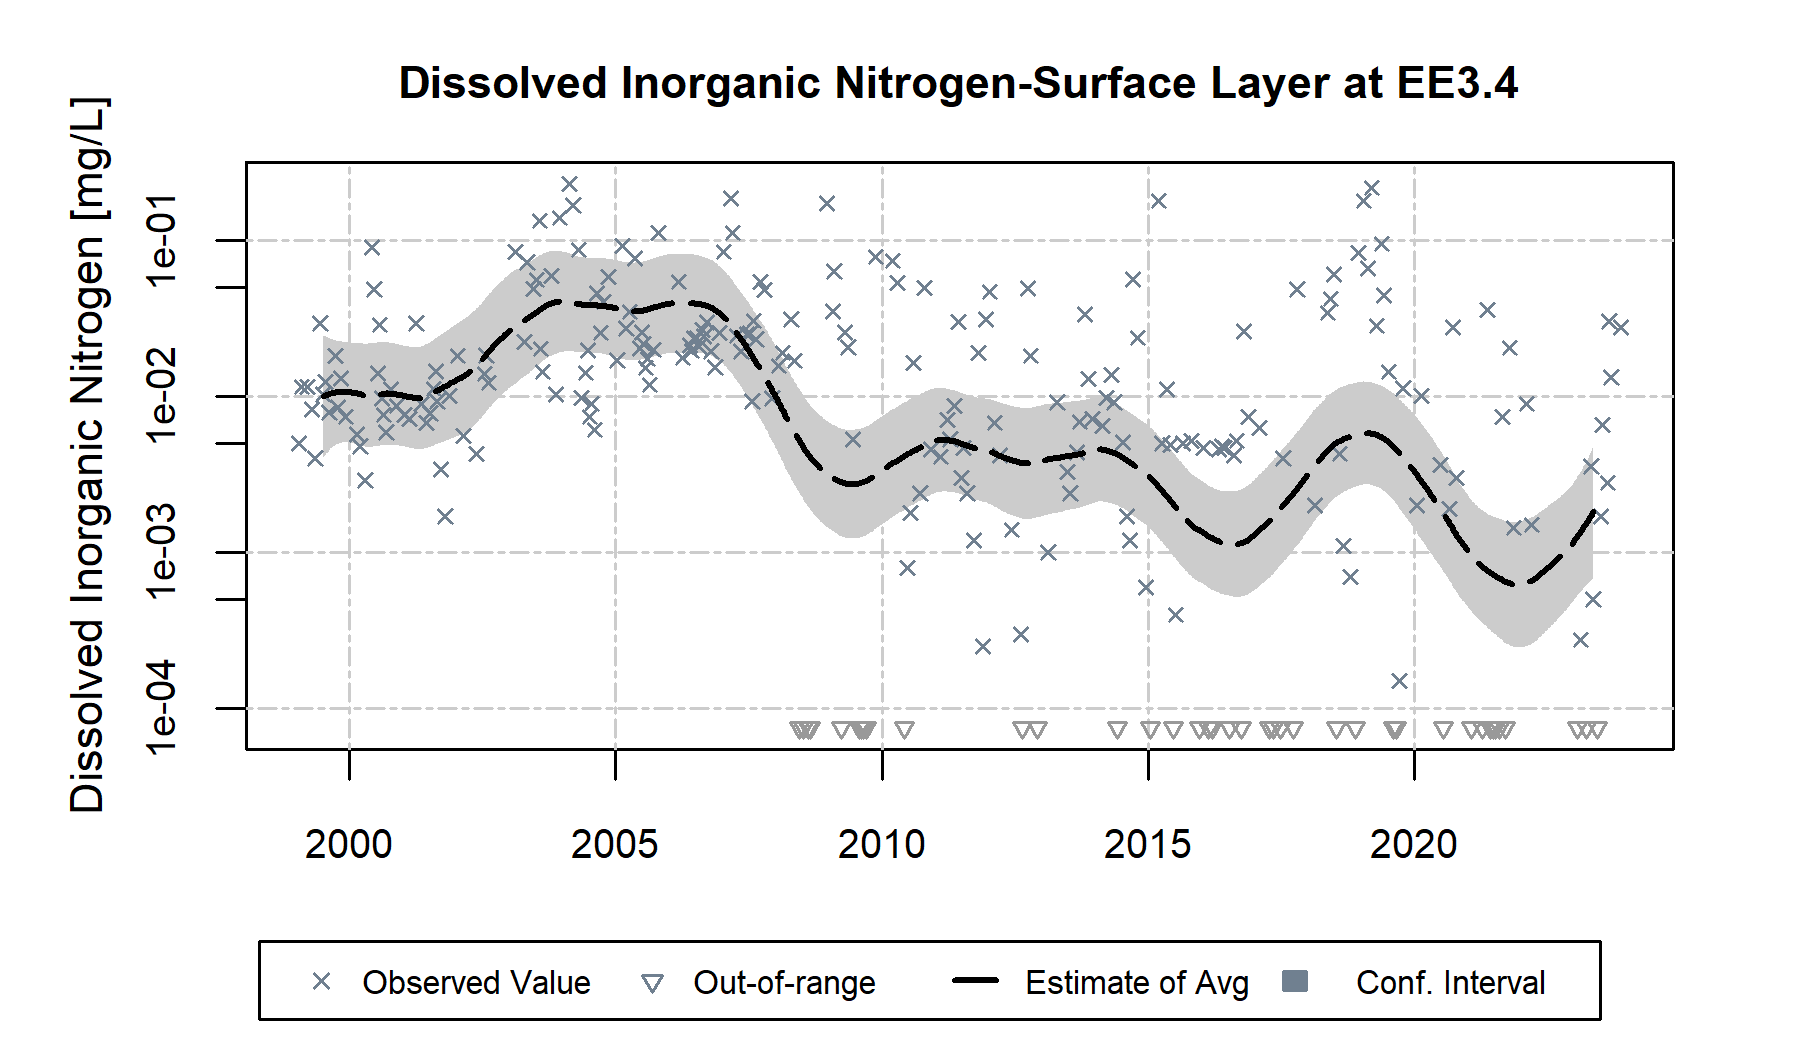 Dissolved Inorganic Nitrogen-Surface Layer at EE3.4
Dissolved Inorganic Nitrogen [mg/L]
1e-01
1e-02
1e-03
1e-04
2000 2005 2010 2015 2020
Observed Value Out-of-range Estimate of Avg Conf. Interval